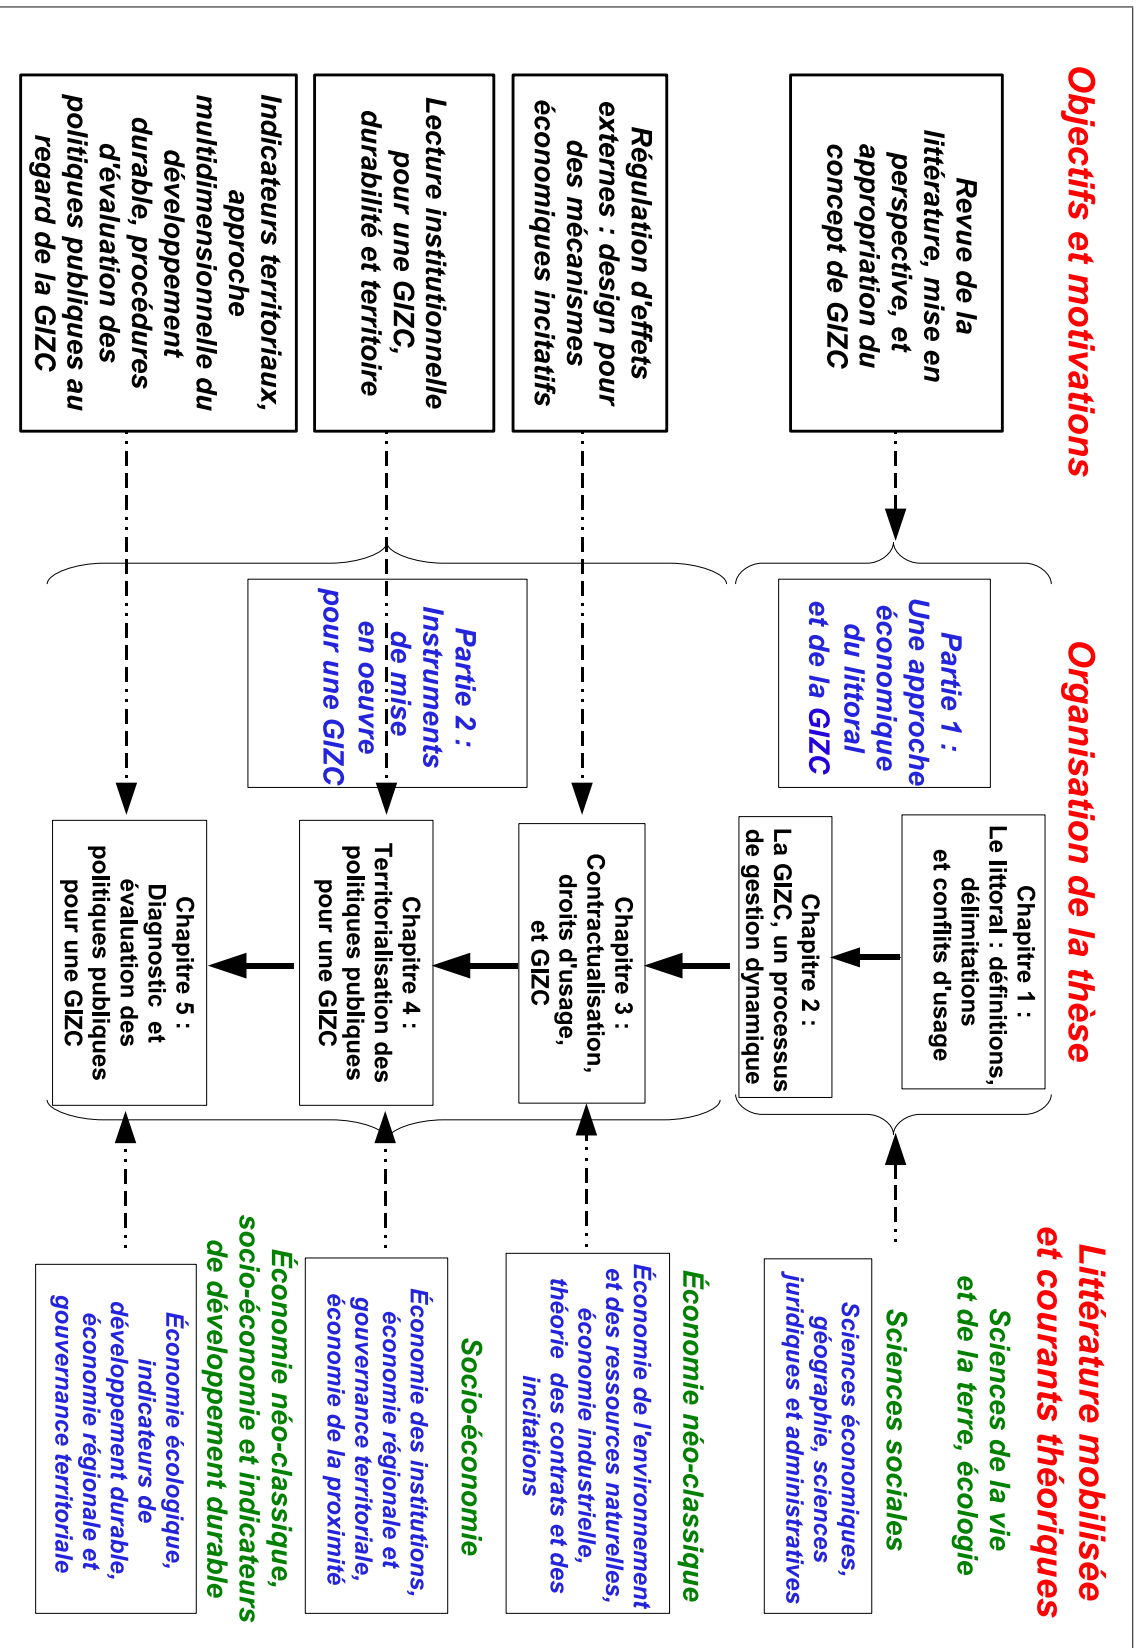 Objectifs et motivations
Organisation de la thèse
Littérature mobilisée
et courants théoriques
Revue de la
littérature, mise en
perspective, et
appropriation du
concept de GIZC
Partie 1 :
Une approche
économique
du littoral
et de la GIZC
Chapitre 1 :
Le littoral : définitions,
délimitations
et conflits d'usage
Chapitre 2 :
La GIZC, un processus
de gestion dynamique
Sciences de la vie
et de la terre, écologie
Sciences sociales
Sciences économiques,
géographie, sciences
juridiques et administratives
Régulation d'effets
externes : design pour
des mécanismes
économiques incitatifs
Partie 2 :
Instruments
de mise
en oeuvre
pour une GIZC
Chapitre 3 :
Contractualisation,
droits d'usage,
et GIZC
Économie néo-classique
Économie de l'environnement
et des ressources naturelles,
économie industrielle,
théorie des contrats et des
incitations
Lecture institutionnelle
pour une GIZC,
durabilité et territoire
Chapitre 4 :
Territorialisation des
politiques publiques
pour une GIZC
Socio-économie
Économie des institutions,
économie régionale et
gouvernance territoriale,
économie de la proximité
Indicateurs territoriaux,
approche
multidimensionnelle du
développement
durable, procédures
d'évaluation des
politiques publiques au
regard de la GIZC
Chapitre 5 :
Diagnostic et
évaluation des
politiques publiques
pour une GIZC
Économie néo-classique,
socio-économie et indicateurs
de développement durable
Économie écologique,
indicateurs de
développement durable,
économie régionale et
gouvernance territoriale